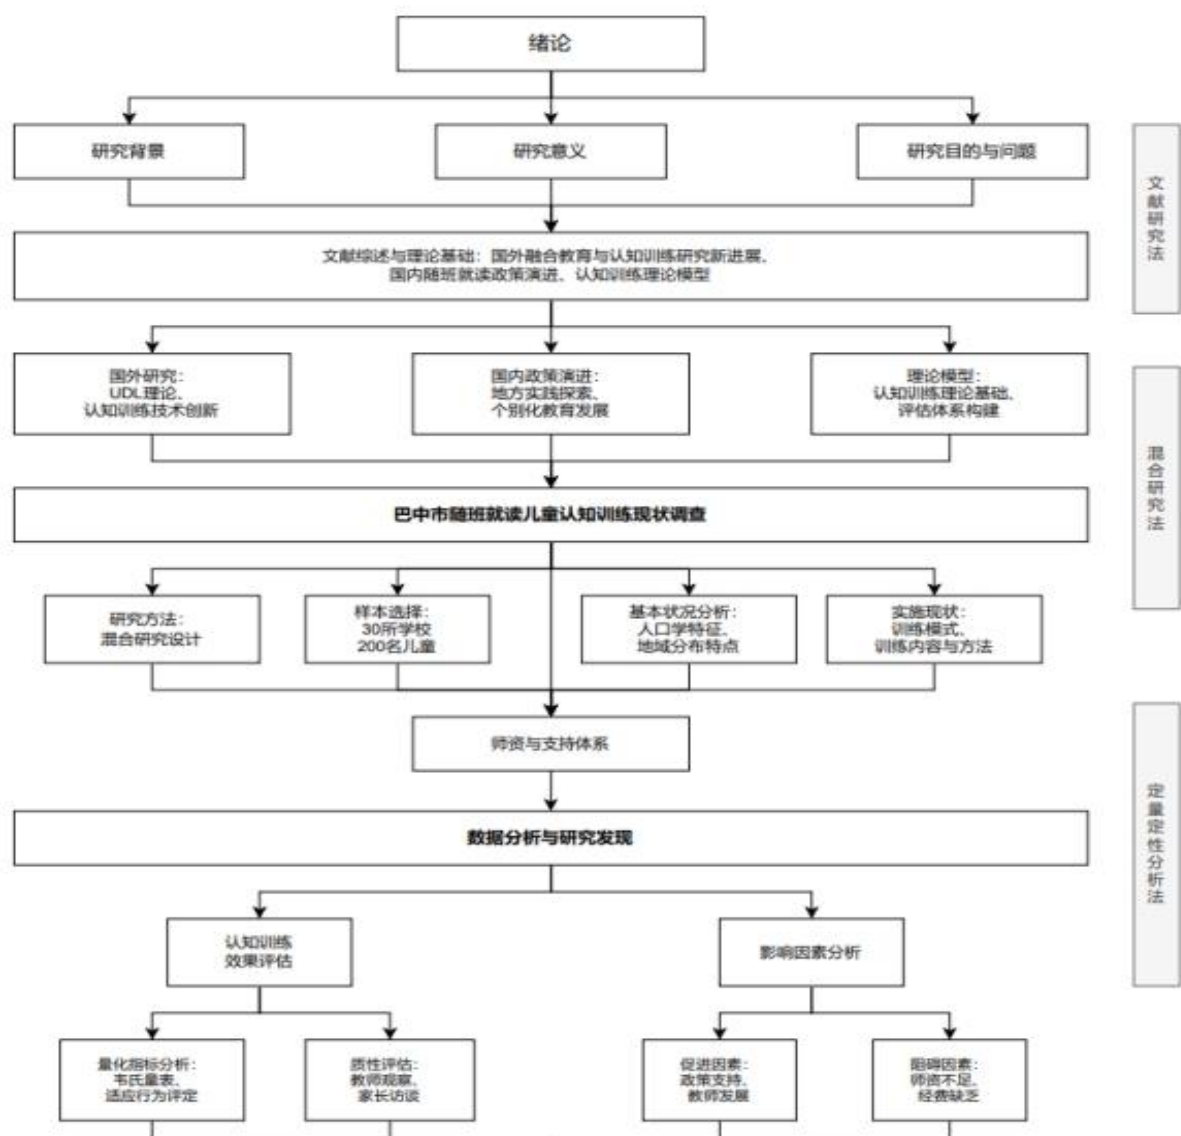 绪论
研究背景
研究意义
研究目的与问题
文献研究法
文献综述与理论基础：国外融合教育与认知训练研究新进展、
国内随班就读政策演进、认知训练理论模型
国外研究：
UDL理论、
认知训练技术创新
国内政策演进：
地方实践探索、
个别化教育发展
理论模型：
认知训练理论基础、
评估体系构建
混合研究法
巴中市随班就读儿童认知训练现状调查
研究方法：
混合研究设计
样本选择：
30所学校
200名儿童
基本状况分析：
人口学特征、
地域分布特点
实施现状：
训练模式、
训练内容与方法
师资与支持体系
定量定性分析法
数据分析与研究发现
认知训练
效果评估
影响因素分析
量化指标分析：
韦氏量表、
适应行为评定
质性评估：
教师观察、
家长访谈
促进因素：
政策支持、
教师发展
阻碍因素：
师资不足、
经费缺乏